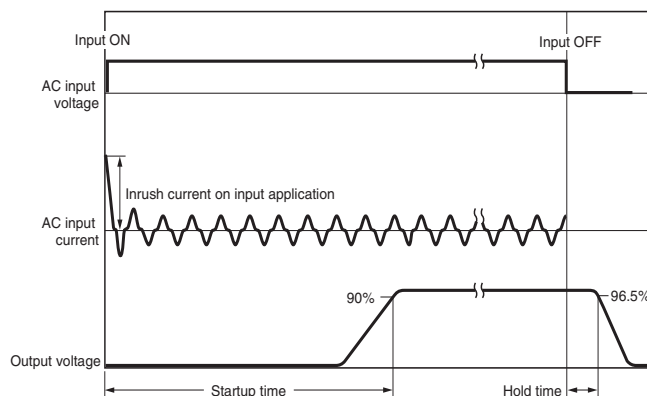 Input ON
Input OFF
AC input
voltage
Inrush current on input application
AC input
current
90%
96.5%
Output voltage
Startup time
Hold time